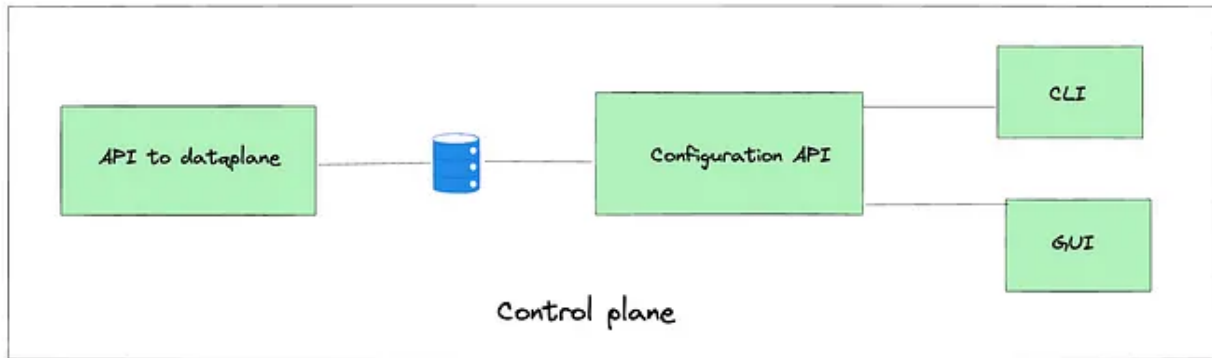 API to dataplane
Configuration API
CLI
GUI
Control plane